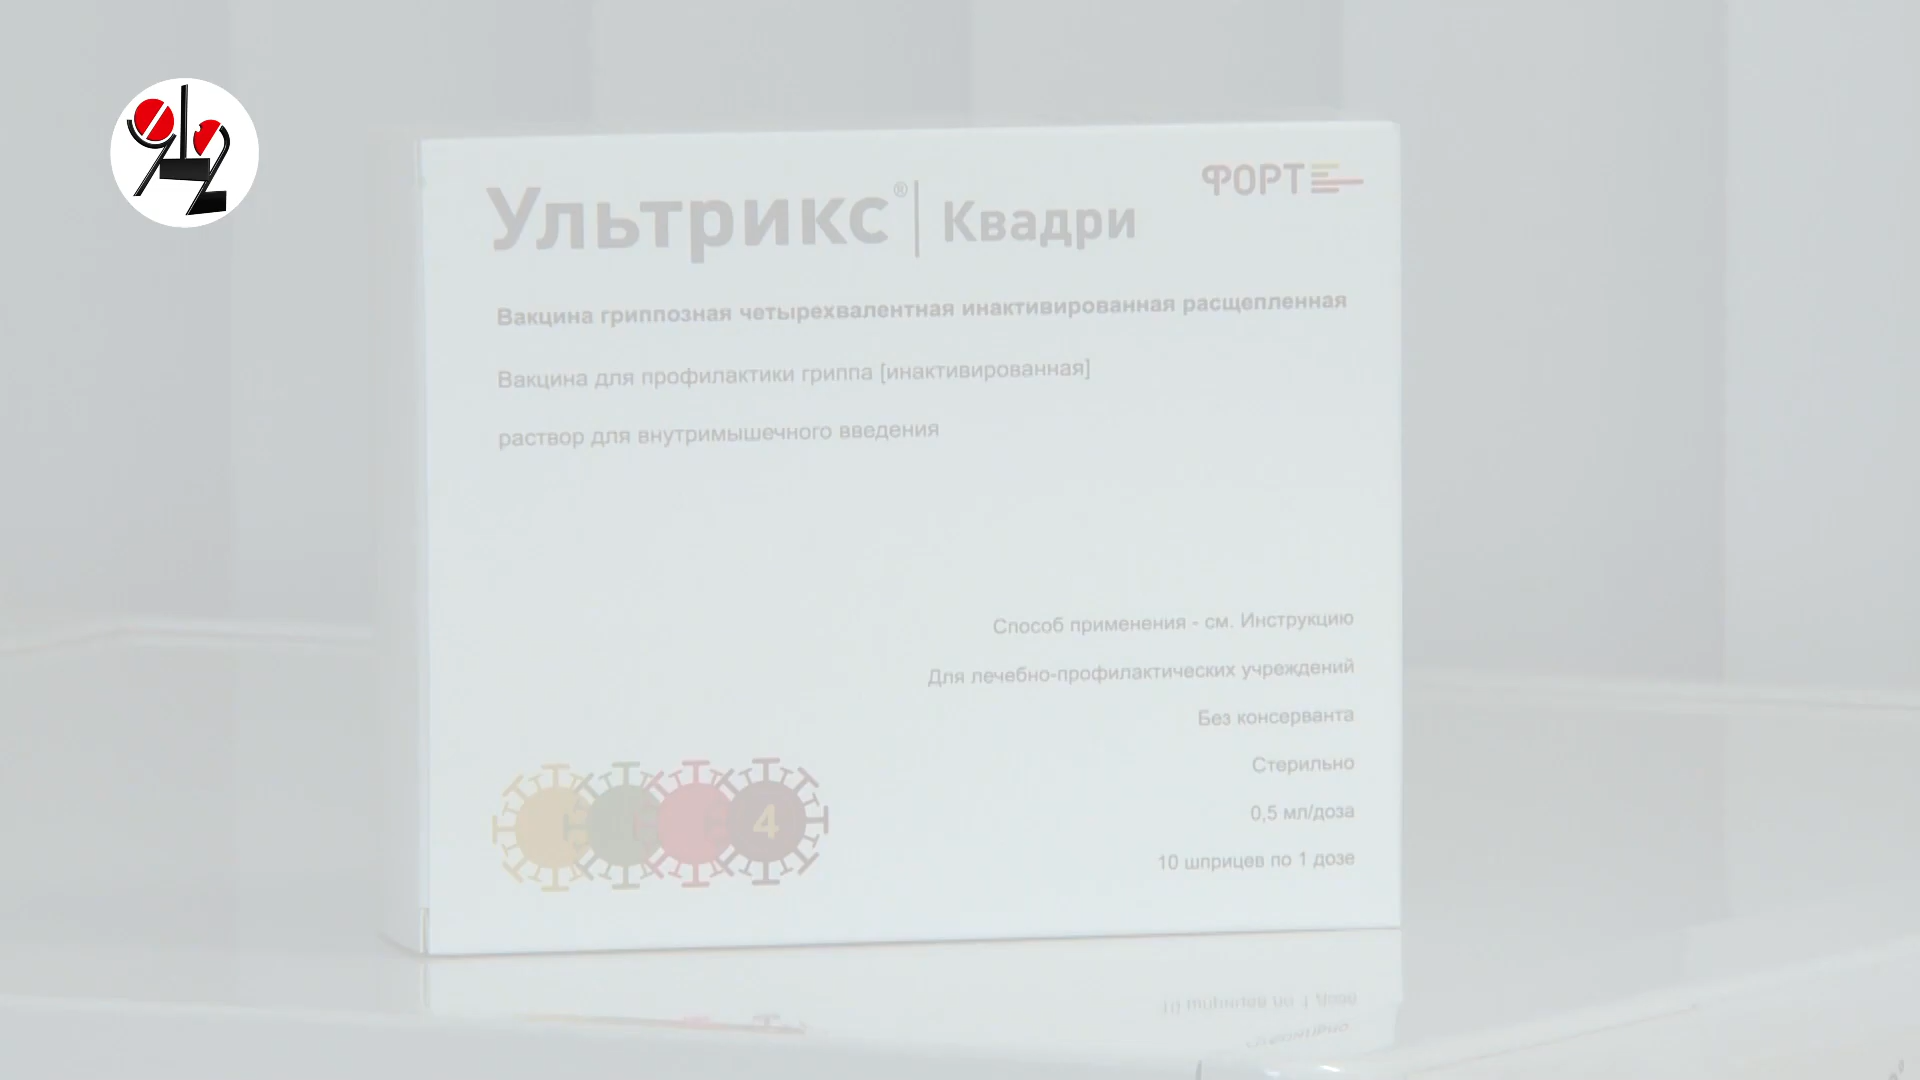 Ультрикс® | Квадри
ФОРТ
Вакцина гриппозная четырехвалентная инактивированная расщепленная
Вакцина для профилактики гриппа [инактивированная]
раствор для внутримышечного введения
Способ применения - см. Инструкцию
Для лечебно-профилактических учреждений
Без консерванта
Стерильно
0,5 мл/доза
10 шприцев по 1 дозе
4